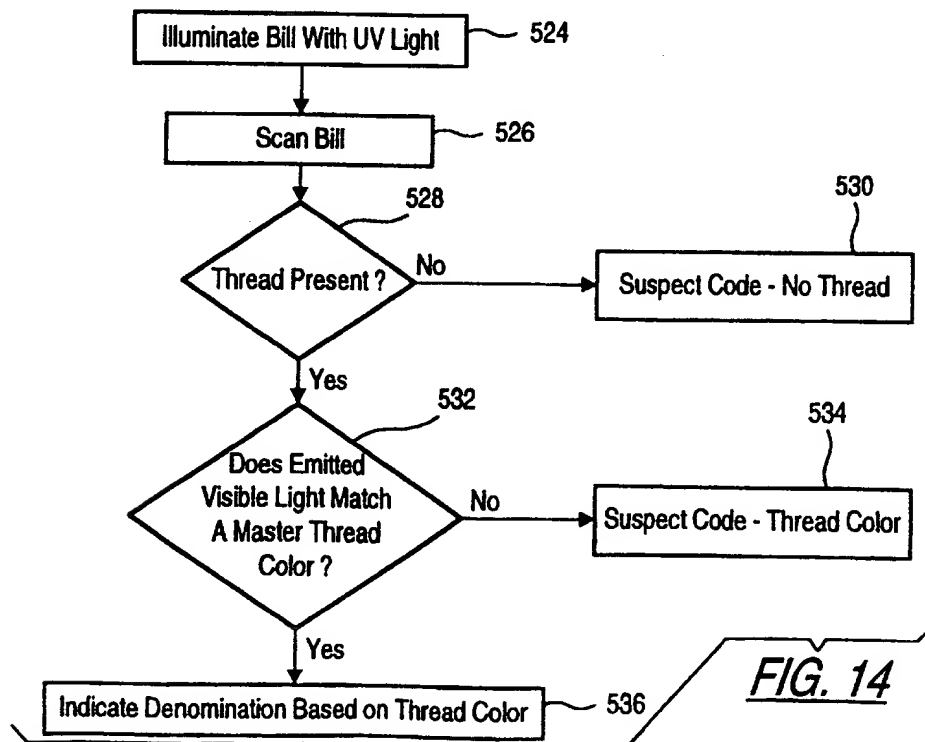 Illuminate Bill With UV Light
524
Scan Bill
526
528
Thread Present ?
No
530
Suspect Code - No Thread
Yes
532
Does Emitted
Visible Light Match
A Master Thread
Color ?
No
534
Suspect Code - Thread Color
Yes
Indicate Denomination Based on Thread Color
536
FIG. 14